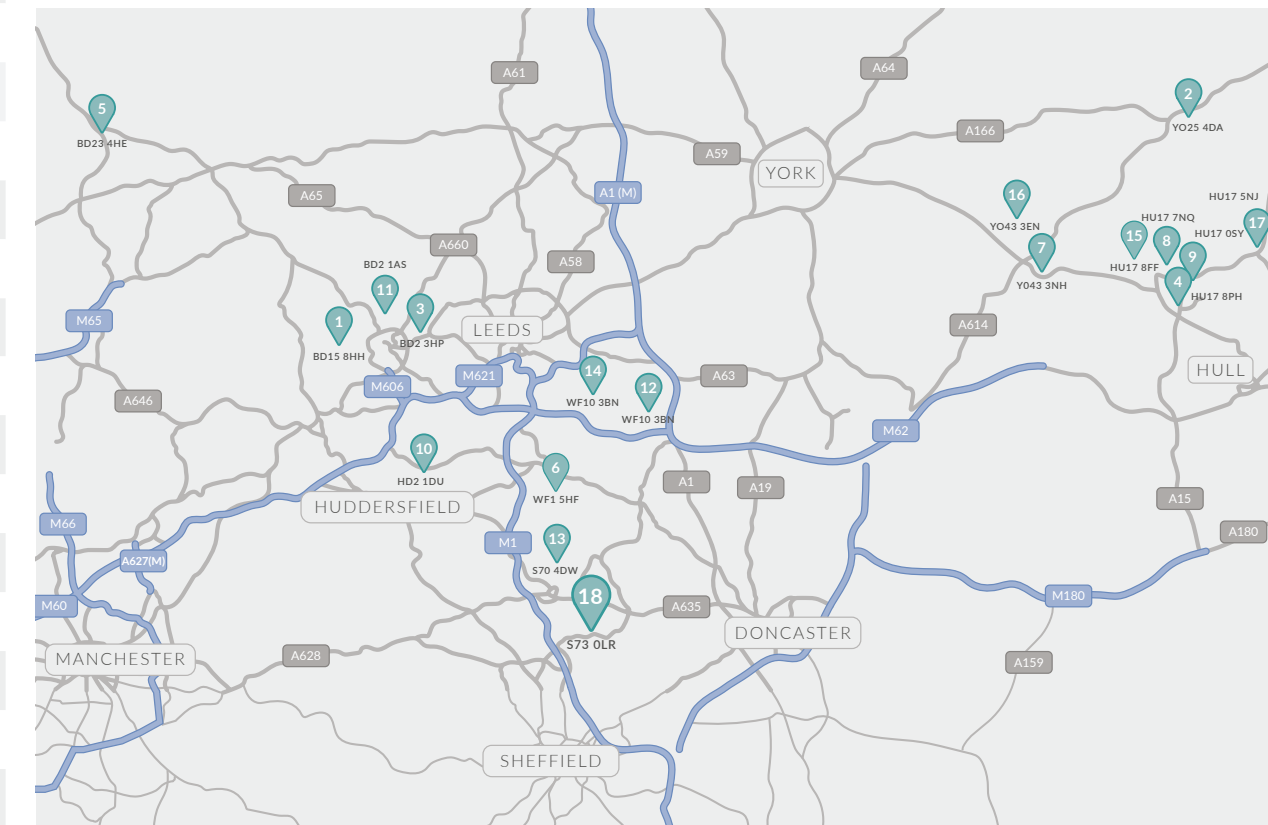 A61
A64
2
5
YO25 4DA
A166
BD23 4HE
A59
YORK
A1 (M)
A65
16
HU17 5NJ
YO43 3EN
HU17 7NQ
17
15
8
HU17 0SY
A660
7
9
A58
BD2 1AS
HU17 8FF
Y043 3NH
4
HU17 8PH
11
3
1
M65
LEEDS
A614
BD2 3HP
BD15 8HH
14
HULL
M621
A63
M606
12
A646
WF10 3BN
WF10 3BN
M62
10
6
HD2 1DU
A1
A19
WF1 5HF
A15
HUDDERSFIELD
M66
A180
M1
13
A627(M)
S70 4DW
18
M180
M60
A635
DONCASTER
S73 0LR
MANCHESTER
A628
A159
SHEFFIELD